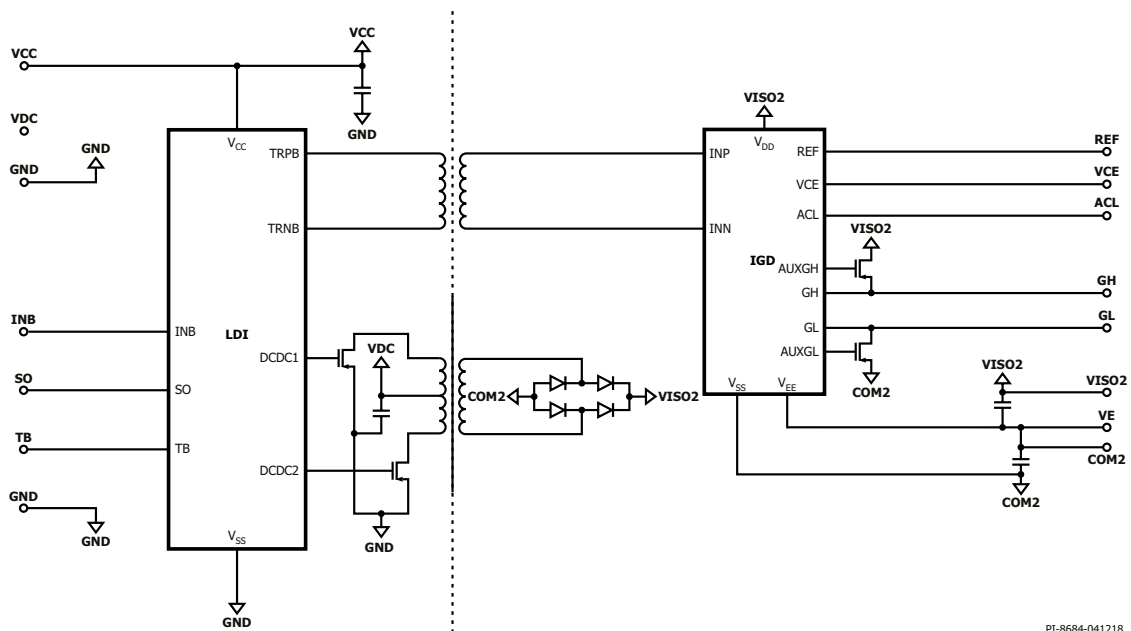 VCC
VCC
VDC
GND
GND
GND
VCC
TRPB
TRNB
INB
INB
LDI
DCDC1
VDC
SO
SO
TB
TB
DCDC2
GND
GND
VSS
GND
GND
COM2
VISO2
VISO2
VDD
INP
REF
REF
VCE
VCE
ACL
ACL
INN
VISO2
IGD
AUXGH
GH
GH
GL
GL
AUXGL
COM2
VSS
VEE
VISO2
VISO2
VE
COM2
COM2
PI-8684-041218